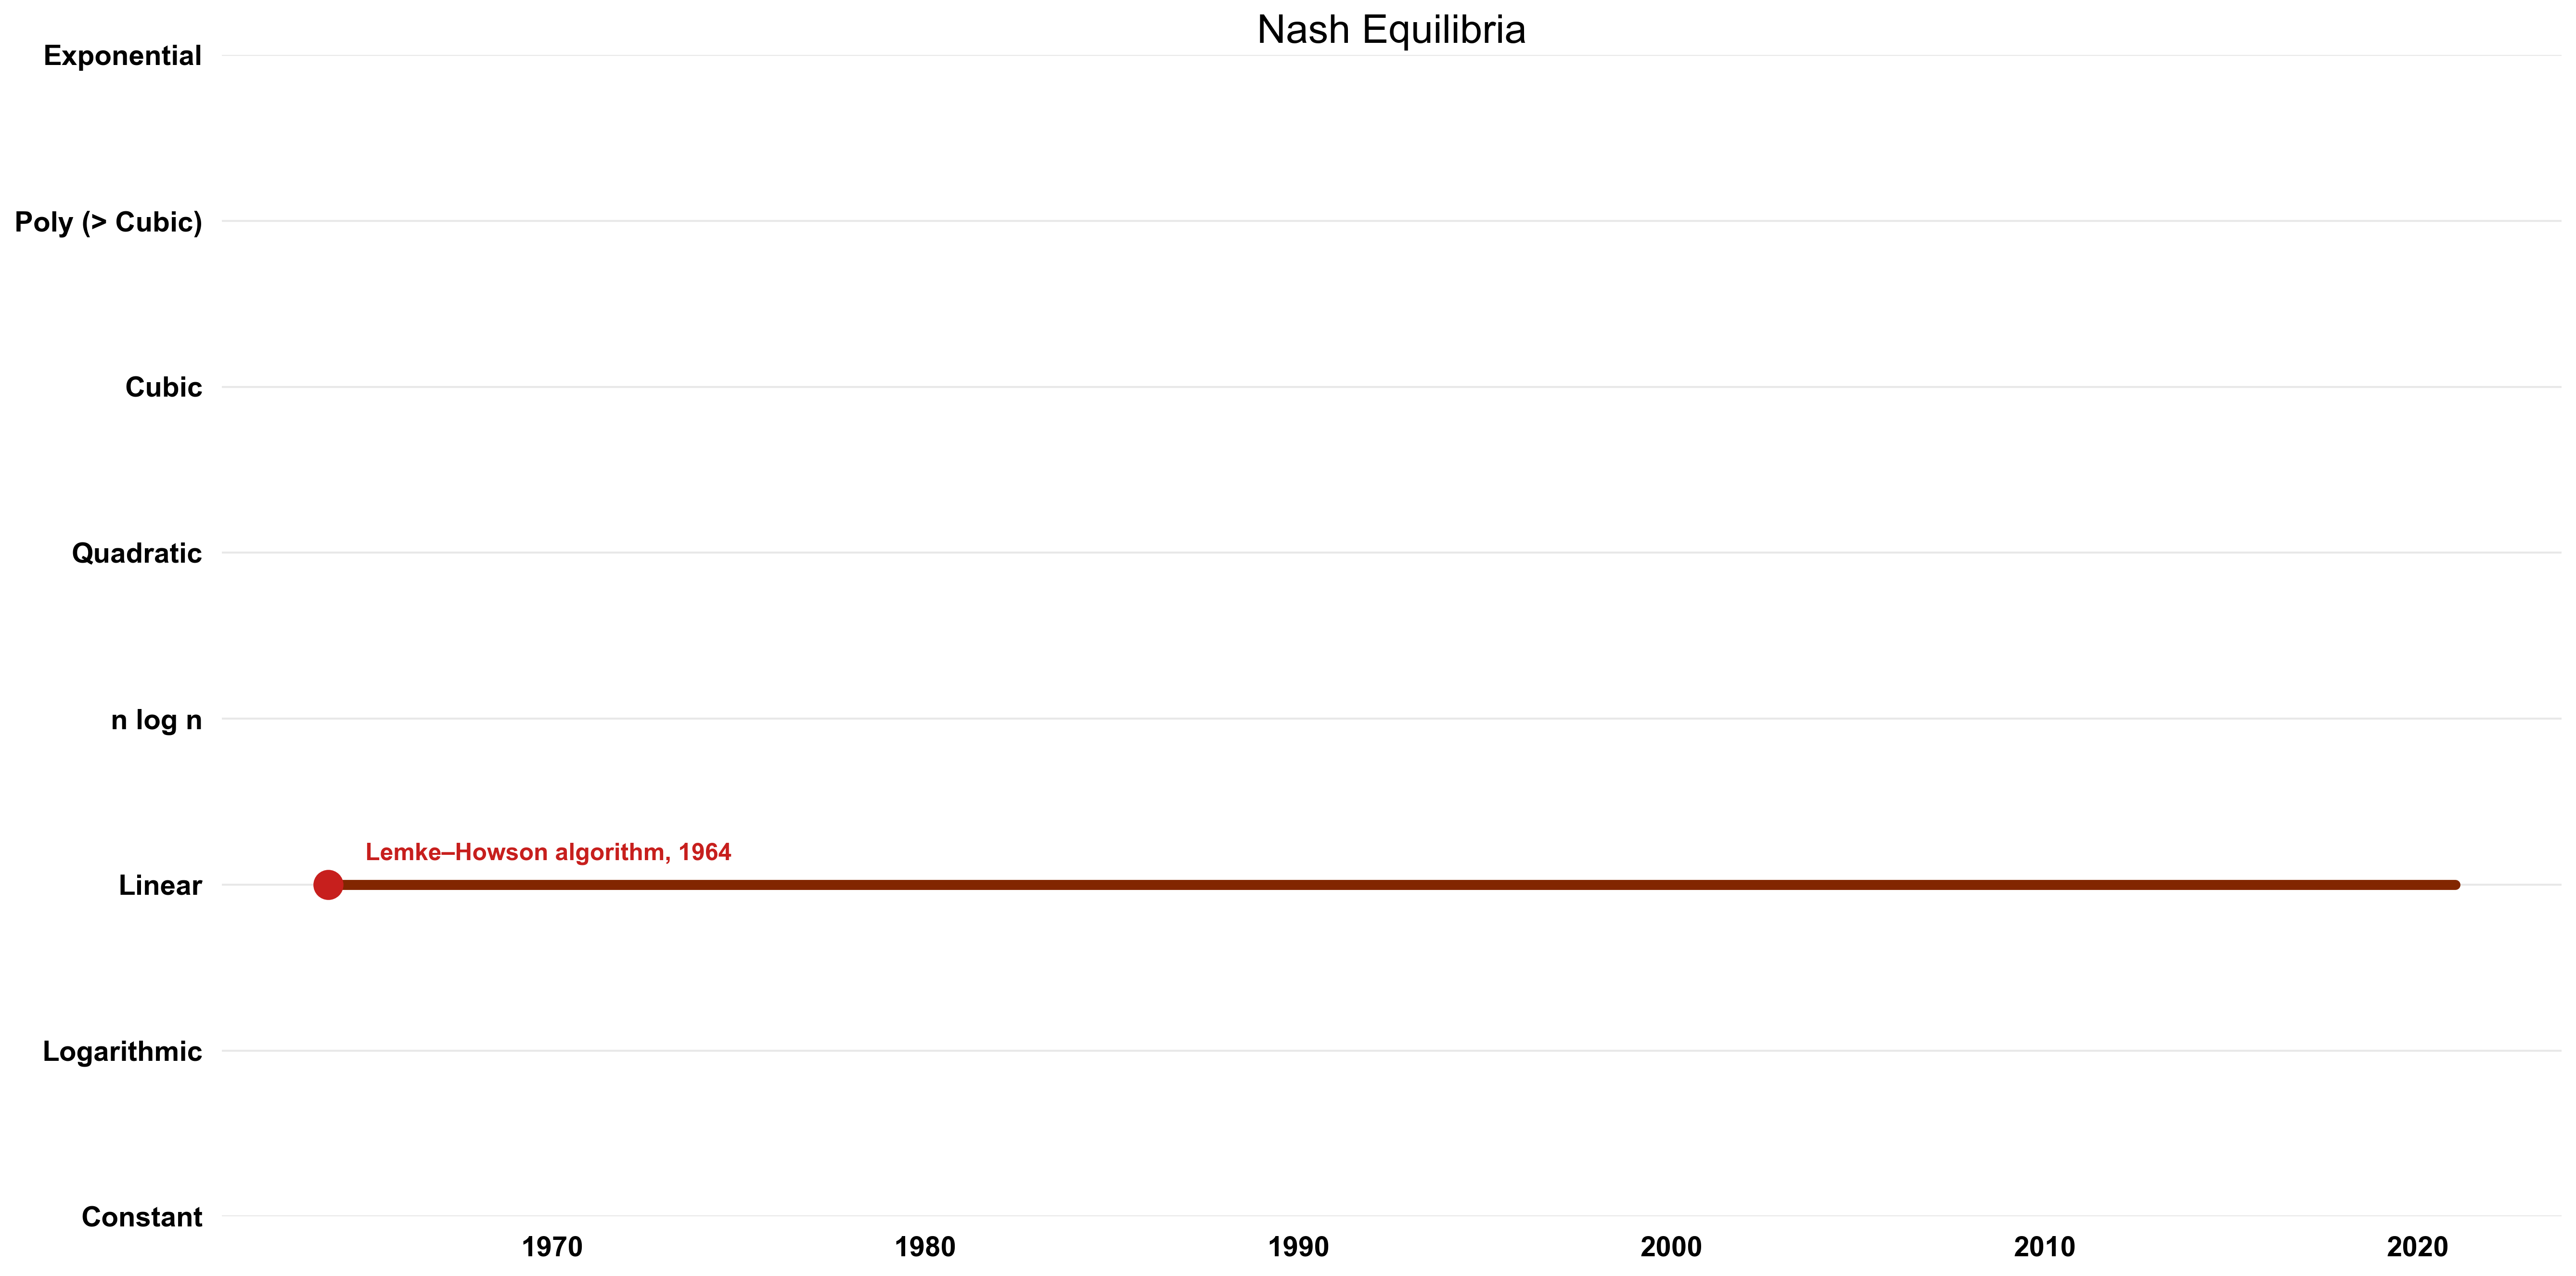 Nash Equilibria
Exponential
Poly (> Cubic)
Cubic
Quadratic
n log n
Lemke–Howson algorithm, 1964
Linear
Logarithmic
Constant
1970 1980 1990 2000 2010 2020